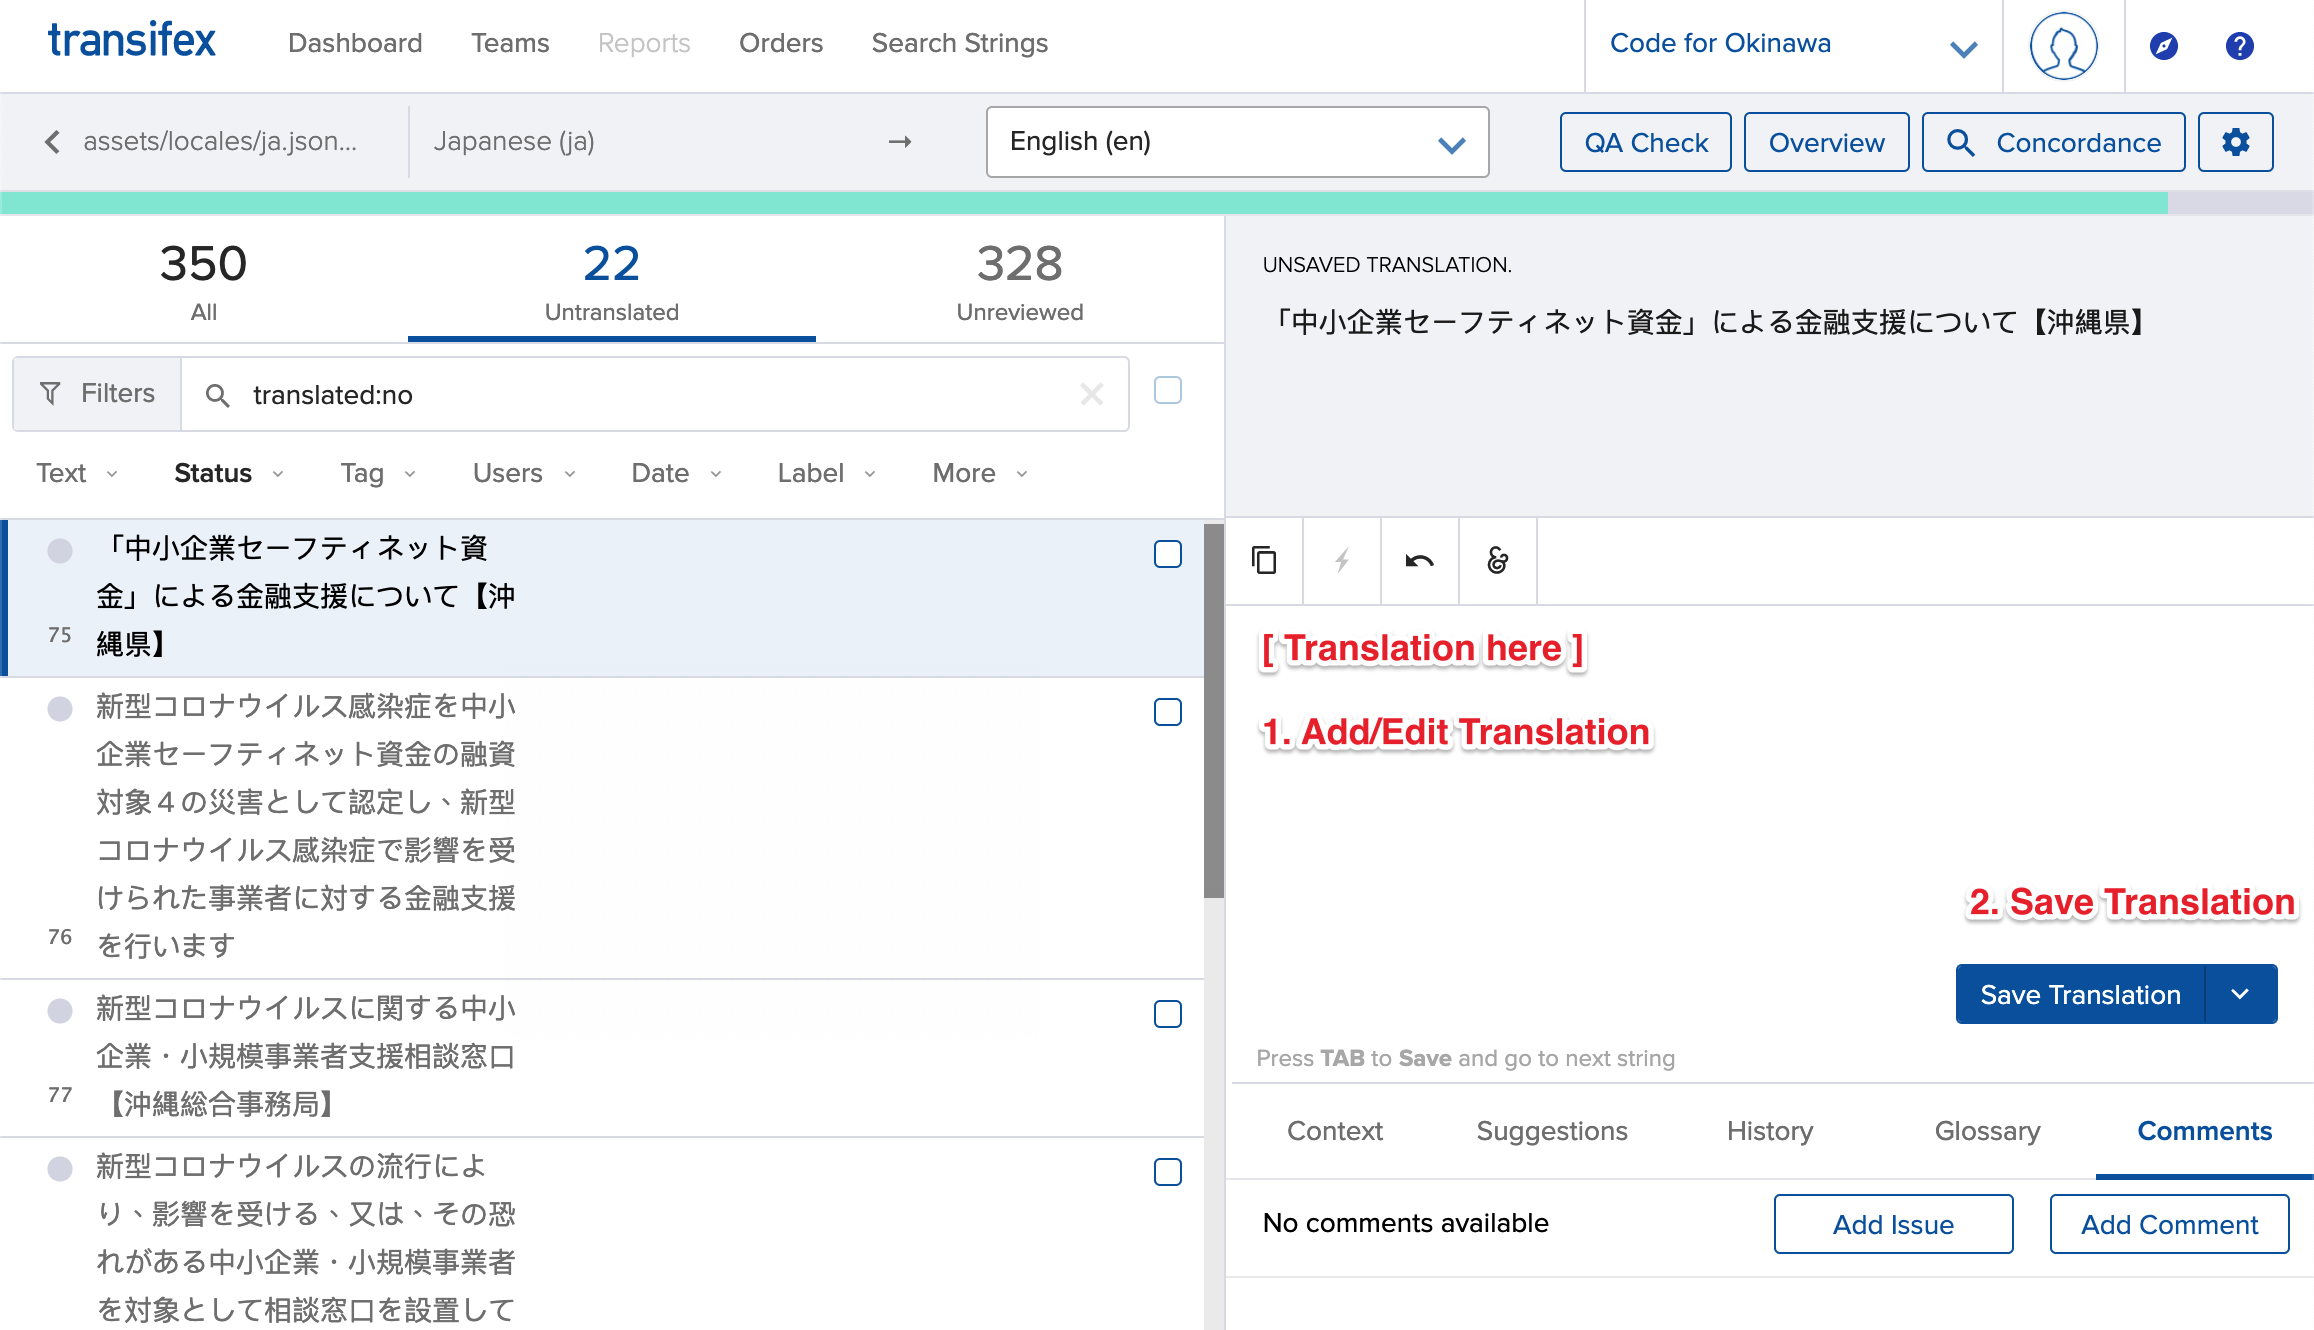 transifex
Dashboard
Teams
Reports
Orders
Search Strings
Code for Okinawa
?
assets/locales/ja.json...
Japanese (ja)
→
English (en)
QA Check
Overview
Concordance
350
All
22
Untranslated
328
Unreviewed
Filters
translated:no
Text
Status
Tag
Users
Date
Label
More
「中小企業セーフティネット資
金」による金融支援について【沖
縄県】
75
新型コロナウイルス感染症を中小
企業セーフティネット資金の融資
対象４の災害として認定し、新型
コロナウイルス感染症で影響を受
けられた事業者に対する金融支援
を行います
76
新型コロナウイルスに関する中小
企業・小規模事業者支援相談窓口
【沖縄総合事務局】
77
新型コロナウイルスの流行によ
り、影響を受ける、又は、その恐
れがある中小企業・小規模事業者
を対象として相談窓口を設置して
UNSAVED TRANSLATION.
「中小企業セーフティネット資金」による金融支援について【沖縄県】
&
[ Translation here ]
1. Add/Edit Translation
2. Save Translation
Save Translation
Press TAB to Save and go to next string
Context
Suggestions
History
Glossary
Comments
No comments available
Add Issue
Add Comment